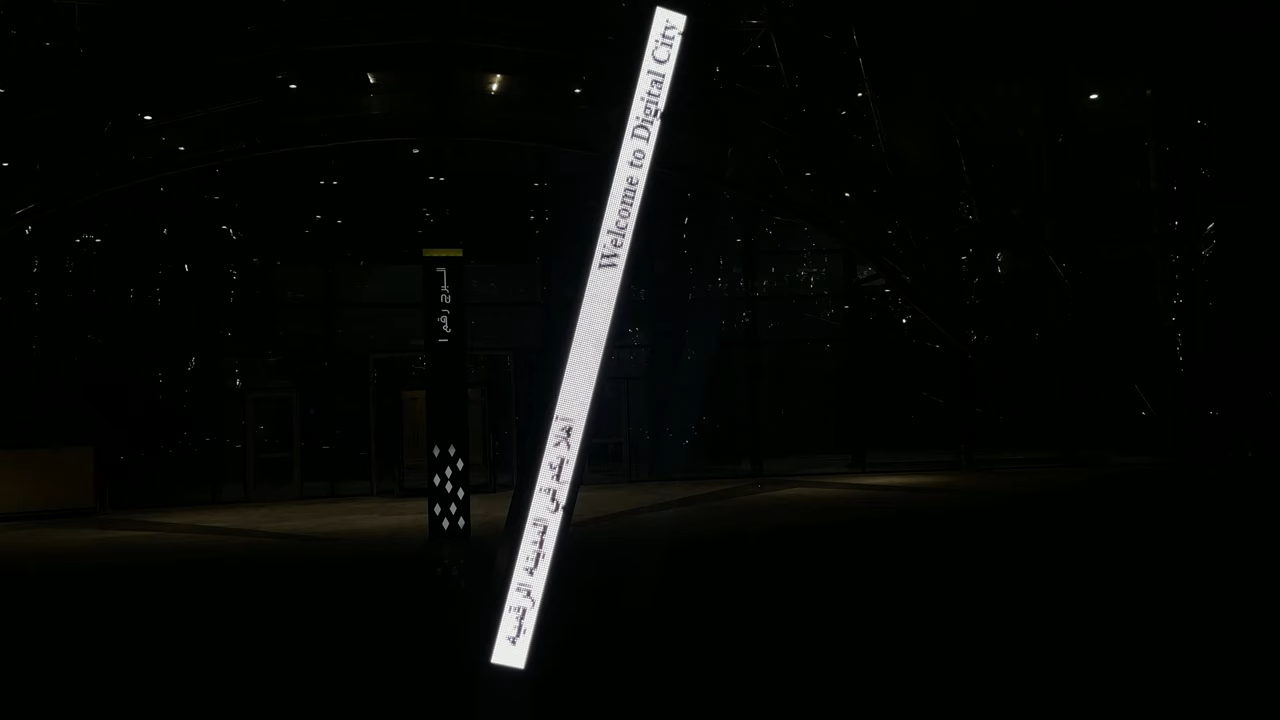 Welcome to Digital City
أهلا بكم في المدينة الرقمية
البرج رقم ١